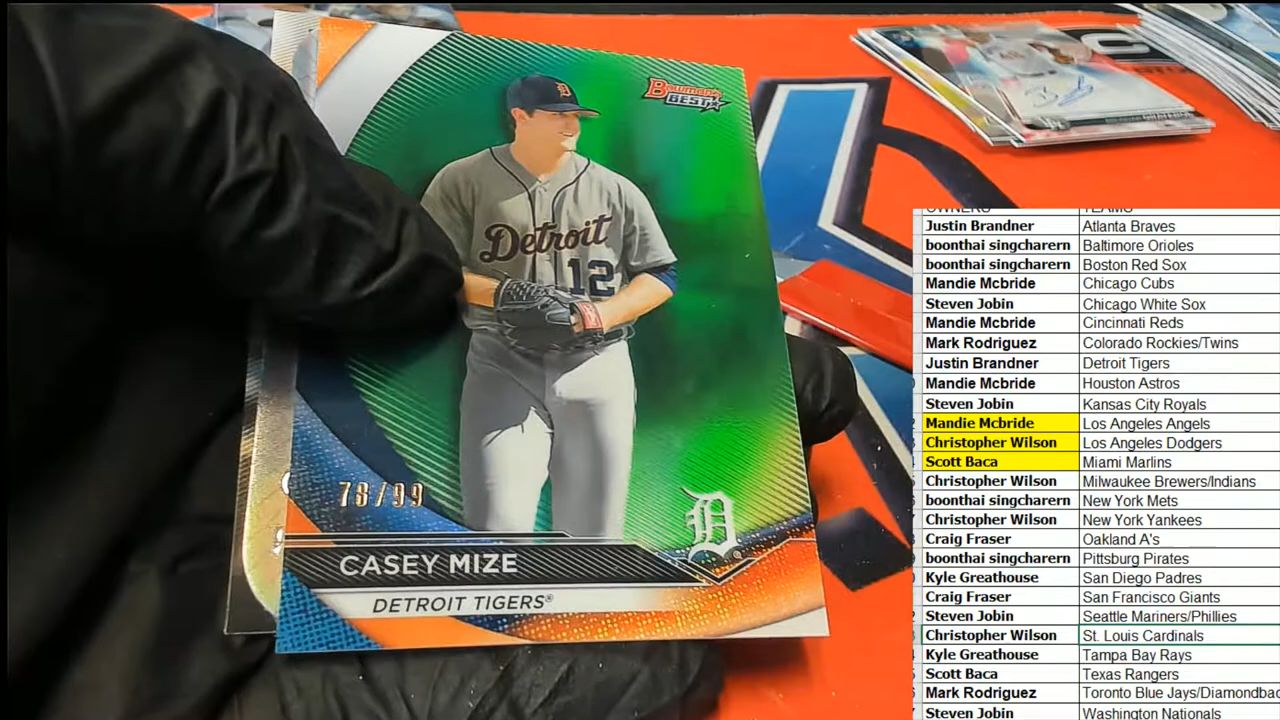 BOWMAN'S
BEST
Detroit
12
78/99
CASEY MIZE
DETROIT TIGERS®
OWNERS TEAMS
Justin Brandner Atlanta Braves
boonthai singcharern Baltimore Orioles
boonthai singcharern Boston Red Sox
Mandie Mcbride Chicago Cubs
Steven Jobin Chicago White Sox
Mandie Mcbride Cincinnati Reds
Mark Rodriguez Colorado Rockies/Twins
Justin Brandner Detroit Tigers
Mandie Mcbride Houston Astros
Steven Jobin Kansas City Royals
Mandie Mcbride Los Angeles Angels
Christopher Wilson Los Angeles Dodgers
Scott Baca Miami Marlins
Christopher Wilson Milwaukee Brewers/Indians
boonthai singcharern New York Mets
Christopher Wilson New York Yankees
Craig Fraser Oakland A's
boonthai singcharern Pittsburg Pirates
Kyle Greathouse San Diego Padres
Craig Fraser San Francisco Giants
Steven Jobin Seattle Mariners/Phillies
Christopher Wilson St. Louis Cardinals
Kyle Greathouse Tampa Bay Rays
Scott Baca Texas Rangers
Mark Rodriguez Toronto Blue Jays/Diamondbac
Steven Jobin Washington Nationals